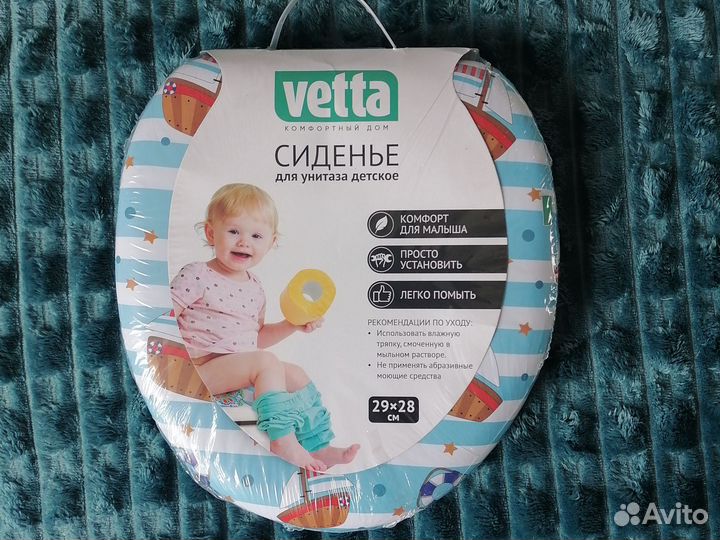 vetta
КОМФОРТНЫЙ ДОМ
СИДЕНЬЕ
для унитаза детское
КОМФОРТ
ДЛЯ МАЛЫША
ПРОСТО
УСТАНОВИТЬ
ЛЕГКО ПОМЫТЬ
РЕКОМЕНДАЦИИ ПО УХОДУ:
• Использовать влажную
тряпку, смоченную в
мыльном растворе.
• Не применять абразивные
моющие средства
29×28
СМ
Avito